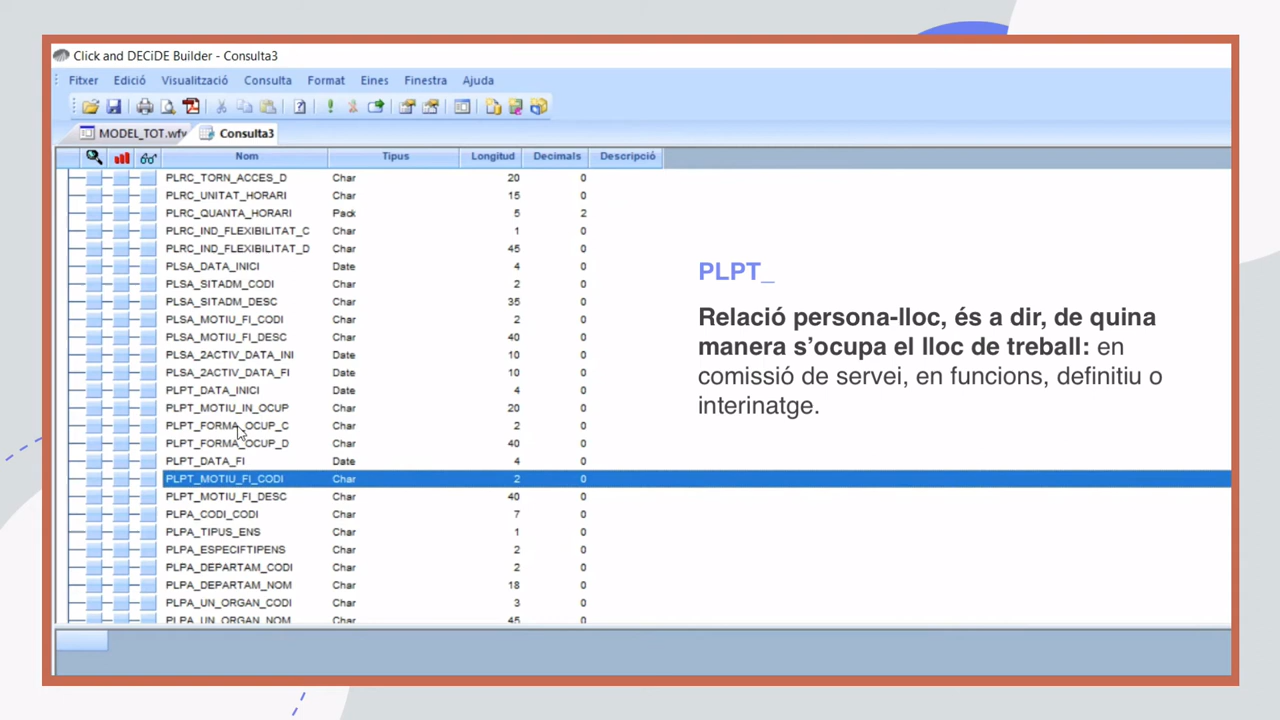 Click and DECiDE Builder - Consulta3
Fitxer Edició Visualització Consulta Format Eines Finestra Ajuda
MODEL_TOT.wfv Consulta3
Nom Tipus Longitud Decimals Descripció
PLRC_TORN_ACCES_D Char 20 0
PLRC_UNITAT_HORARI Char 15 0
PLRC_QUANTA_HORARI Pack 5 2
PLRC_IND_FLEXIBILITAT_C Char 1 0
PLRC_IND_FLEXIBILITAT_D Char 45 0
PLSA_DATA_INICI Date 4 0
PLSA_SITADM_CODI Char 2 0
PLSA_SITADM_DESC Char 35 0
PLSA_MOTIU_FI_CODI Char 2 0
PLSA_MOTIU_FI_DESC Char 40 0
PLSA_2ACTIV_DATA_INI Date 10 0
PLSA_2ACTIV_DATA_FI Date 10 0
PLPT_DATA_INICI Date 4 0
PLPT_MOTIU_IN_OCUP Char 20 0
PLPT_FORMA_OCUP_C Char 2 0
PLPT_FORMA_OCUP_D Char 40 0
PLPT_DATA_FI Date 4 0
PLPT_MOTIU_FI_CODI Char 2 0
PLPT_MOTIU_FI_DESC Char 40 0
PLPA_CODI_CODI Char 7 0
PLPA_TIPUS_ENS Char 1 0
PLPA_ESPECIFTIPENS Char 2 0
PLPA_DEPARTAM_CODI Char 2 0
PLPA_DEPARTAM_NOM Char 18 0
PLPA_UN_ORGAN_CODI Char 3 0
PLPA_UN_ORGAN_NOM Char 45 0
PLPT_
Relació persona-lloc, és a dir, de quina
manera s’ocupa el lloc de treball: en
comissió de servei, en funcions, definitiu o
interinatge.